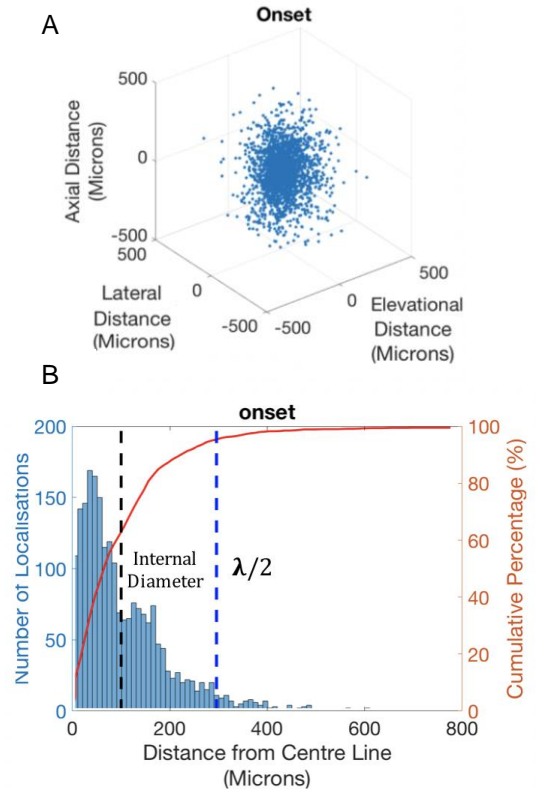 A
Onset
500
0
-500
Axial Distance
(Microns)
500
0
-500
Lateral
Distance
(Microns)
-500
0
500
Elevational
Distance
(Microns)
B
onset
200
150
100
50
0
Number of Localisations
Internal
Diameter
λ/2
100
80
60
40
20
0
Cumulative Percentage (%)
0
200
400
600
800
Distance from Centre Line
(Microns)